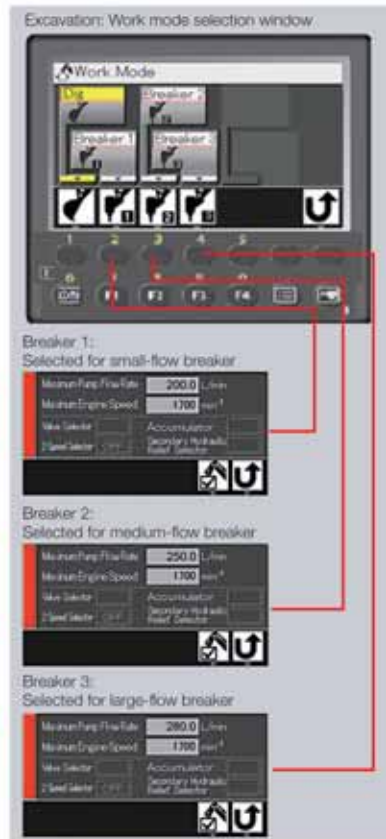 Excavation: Work mode selection window
Work Mode
Dig
Breaker 2
Breaker 1
Breaker 3
1 2 3 4 5
6
F1 F2 F3 F4
Breaker 1:
Selected for small-flow breaker
Maximum Pump Flow Rate 200.0 L/min
Maximum Engine Speed 1700 min-1
Valve Selector Accumulator
2 Speed Selector OFF Secondary Hydraulic
Relief Selector
Breaker 2:
Selected for medium-flow breaker
Maximum Pump Flow Rate 250.0 L/min
Maximum Engine Speed 1700 min-1
Valve Selector Accumulator
2 Speed Selector OFF Secondary Hydraulic
Relief Selector
Breaker 3:
Selected for large-flow breaker
Maximum Pump Flow Rate 280.0 L/min
Maximum Engine Speed 1700 min-1
Valve Selector Accumulator
2 Speed Selector OFF Secondary Hydraulic
Relief Selector